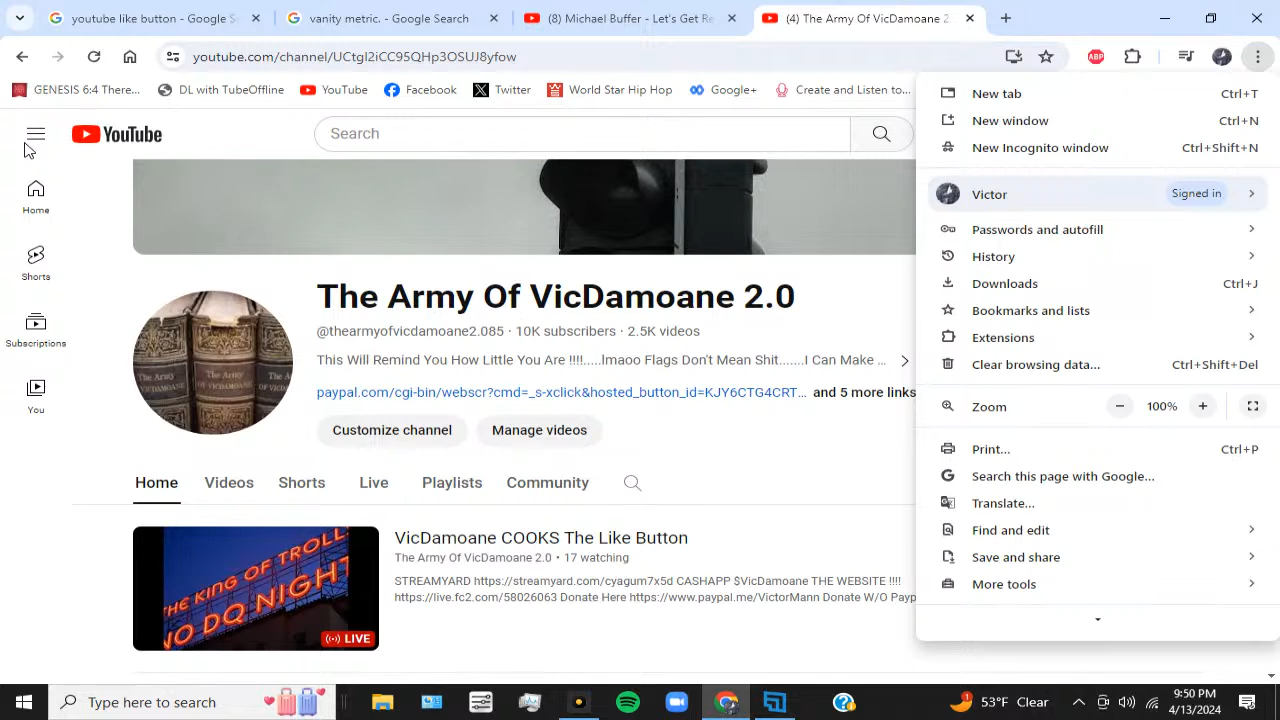 youtube like button - Google S
vanity metric. - Google Search
(8) Michael Buffer - Let's Get Re
(4) The Army Of VicDamoane 2.
youtube.com/channel/UCtgl2iCC95QHp3OSUJ8yfow
ABP
GENESIS 6:4 There...
DL with TubeOffline
YouTube
Facebook
Twitter
World Star Hip Hop
Google+
Create and Listen to...
YouTube
Search
Home
Shorts
Subscriptions
You
The Army Of VicDamoane 2.0
@thearmyofvicdamoane2.085 · 10K subscribers · 2.5K videos
This Will Remind You How Little You Are !!!!.....lmaoo Flags Don't Mean Shit.......I Can Make ...
paypal.com/cgi-bin/webscr?cmd=_s-xclick&hosted_button_id=KJY6CTG4CRT... and 5 more links
Customize channel
Manage videos
Home
Videos
Shorts
Live
Playlists
Community
THE KING OF TROLL
NO DQ NIGHT
LIVE
VicDamoane COOKS The Like Button
The Army Of VicDamoane 2.0 • 17 watching
STREAMYARD https://streamyard.com/cyagum7x5d CASHAPP $VicDamoane THE WEBSITE !!!!
https://live.fc2.com/58026063 Donate Here https://www.paypal.me/VictorMann Donate W/O Payp
New tab Ctrl+T
New window Ctrl+N
New Incognito window Ctrl+Shift+N
Victor Signed in
Passwords and autofill
History
Downloads Ctrl+J
Bookmarks and lists
Extensions
Clear browsing data... Ctrl+Shift+Del
Zoom − 100% +
Print... Ctrl+P
Search this page with Google...
Translate...
Find and edit
Save and share
More tools
Type here to search
53°F Clear
9:50 PM
4/13/2024